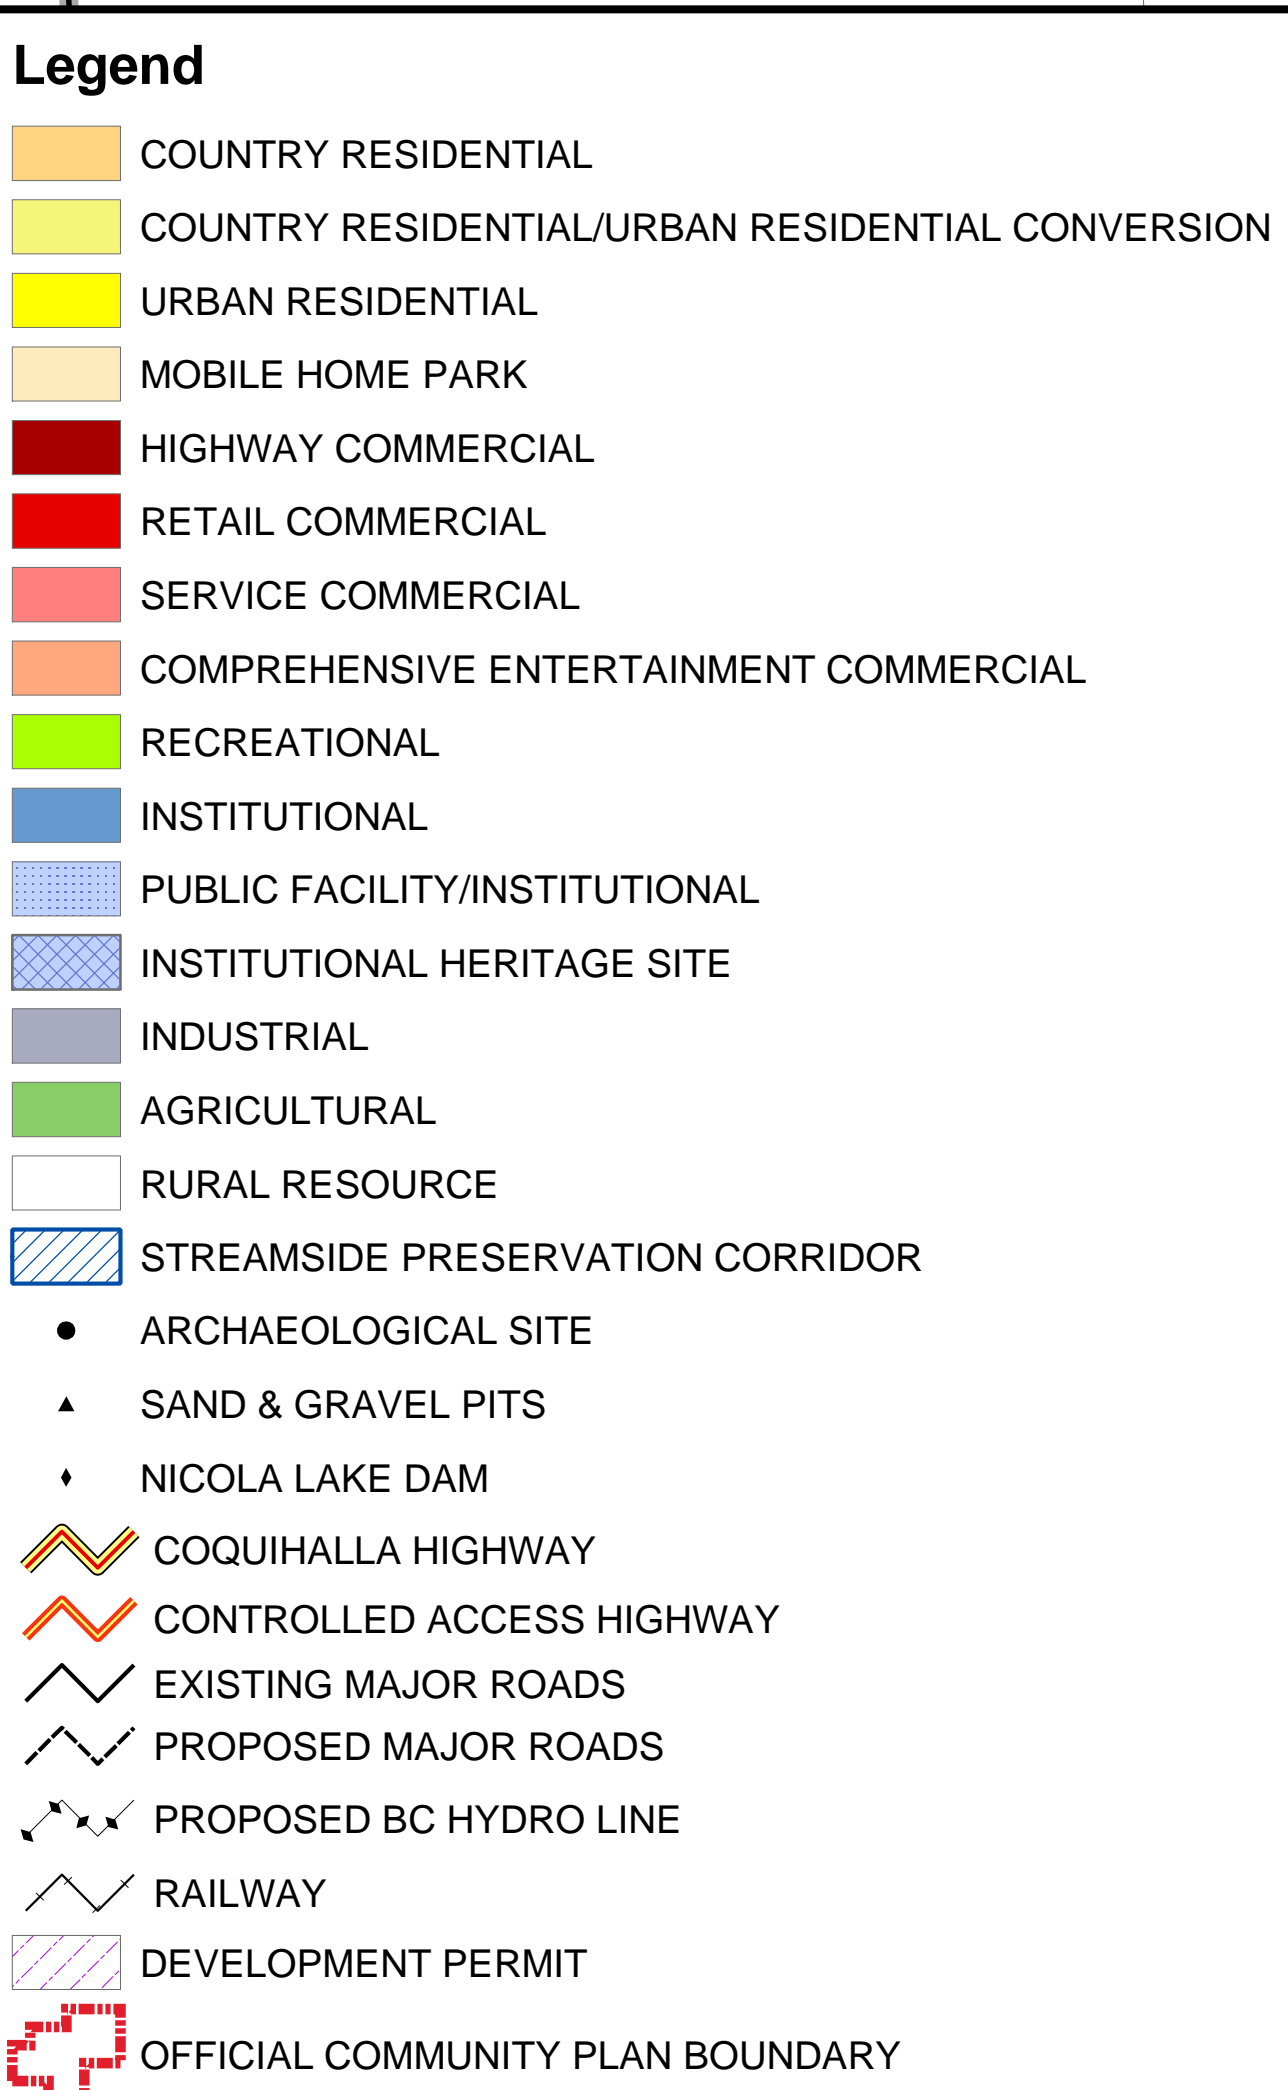 Legend
COUNTRY RESIDENTIAL
COUNTRY RESIDENTIAL/URBAN RESIDENTIAL CONVERSION
URBAN RESIDENTIAL
MOBILE HOME PARK
HIGHWAY COMMERCIAL
RETAIL COMMERCIAL
SERVICE COMMERCIAL
COMPREHENSIVE ENTERTAINMENT COMMERCIAL
RECREATIONAL
INSTITUTIONAL
PUBLIC FACILITY/INSTITUTIONAL
INSTITUTIONAL HERITAGE SITE
INDUSTRIAL
AGRICULTURAL
RURAL RESOURCE
STREAMSIDE PRESERVATION CORRIDOR
ARCHAEOLOGICAL SITE
SAND & GRAVEL PITS
NICOLA LAKE DAM
COQUIHALLA HIGHWAY
CONTROLLED ACCESS HIGHWAY
EXISTING MAJOR ROADS
PROPOSED MAJOR ROADS
PROPOSED BC HYDRO LINE
RAILWAY
DEVELOPMENT PERMIT
OFFICIAL COMMUNITY PLAN BOUNDARY